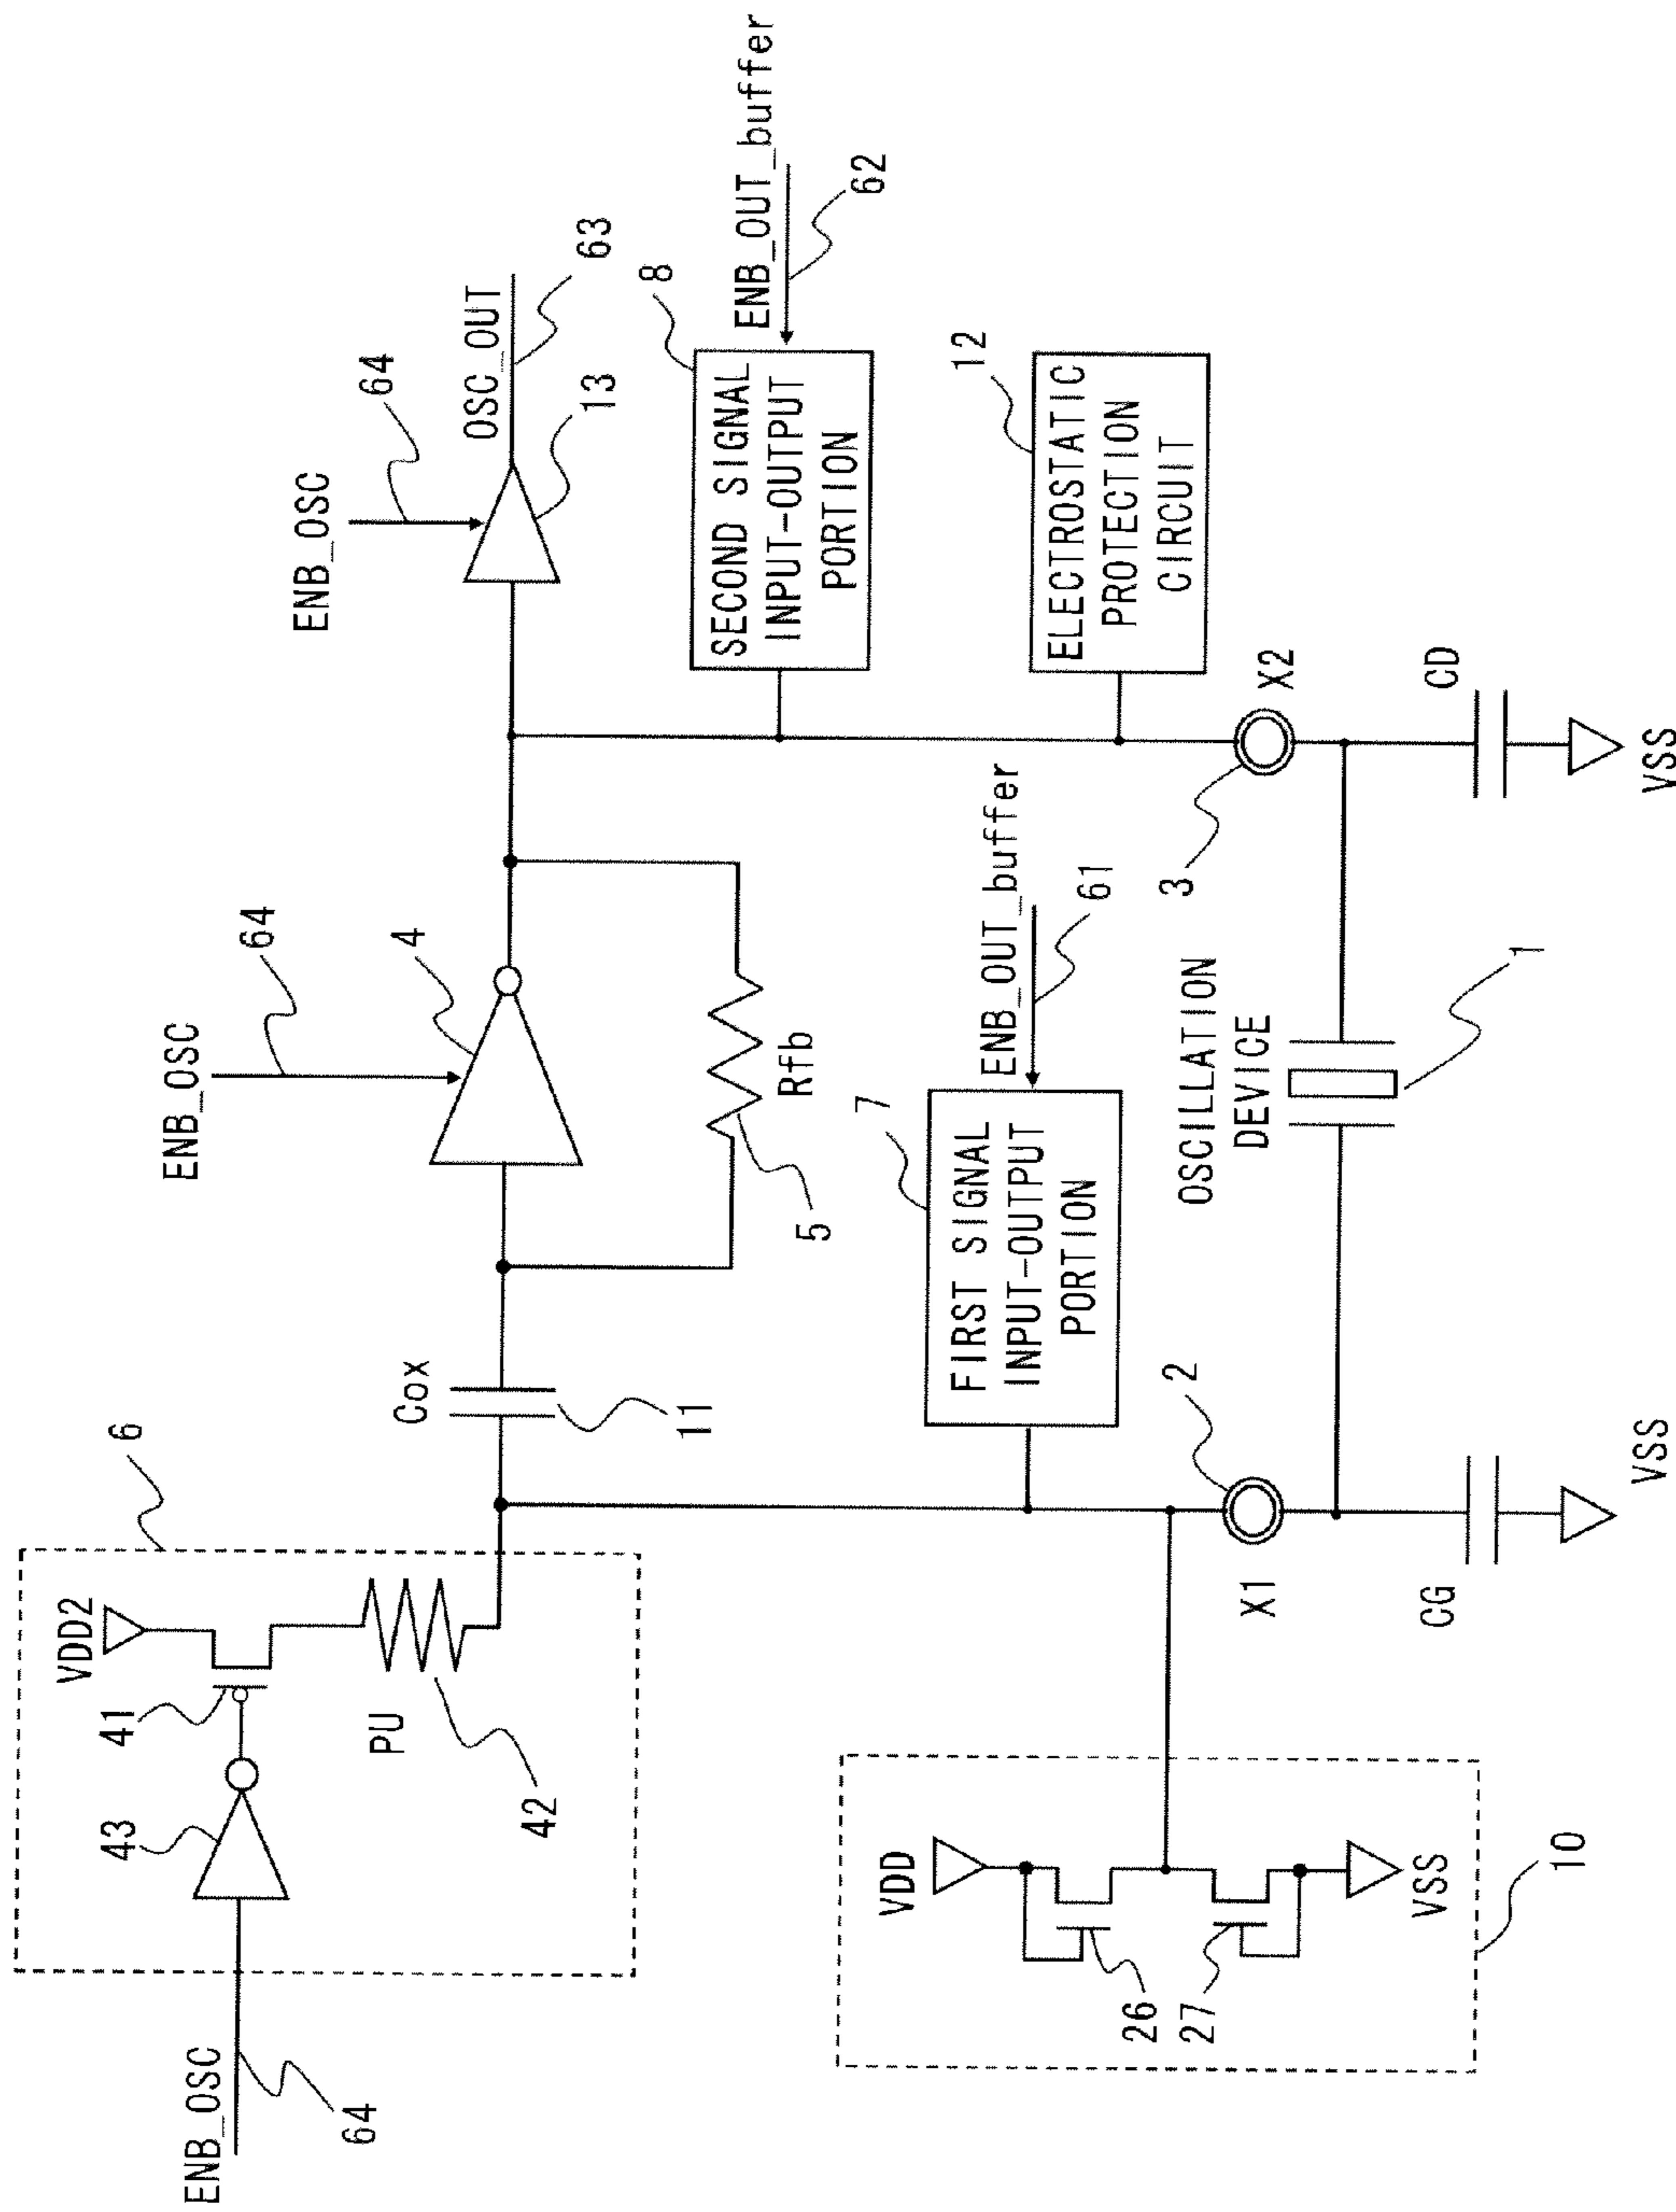 ENB_OSC
64
43
41
VDD2
PU
42
6
Cox
11
ENB_OSC
64
4
Rfb
5
ENB_OSC
64
13
OSC_OUT
63
8
SECOND SIGNAL
INPUT-OUTPUT
PORTION
ENB_OUT_buffer
62
7
FIRST SIGNAL
INPUT-OUTPUT
PORTION
ENB_OUT_buffer
61
12
ELECTROSTATIC
PROTECTION
CIRCUIT
VDD
26
27
VSS
10
X1
2
CG
VSS
OSCILLATION
DEVICE
1
3
X2
CD
VSS